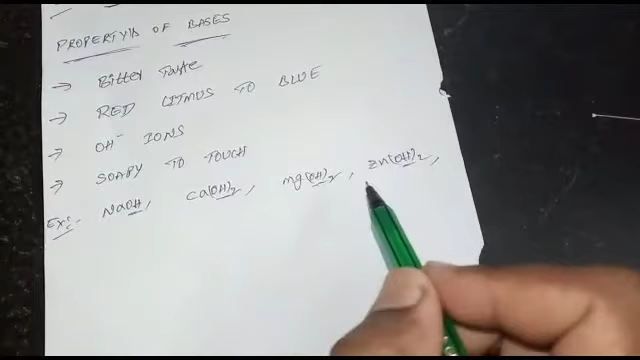 PROPERTY'S OF BASES
→ Bitter Taste
→ RED LITMUS TO BLUE
→ OH⁻ IONS
→ SOAPY TO TOUCH
Ex:- NaOH, Ca(OH)₂, Mg(OH)₂, Zn(OH)₂,